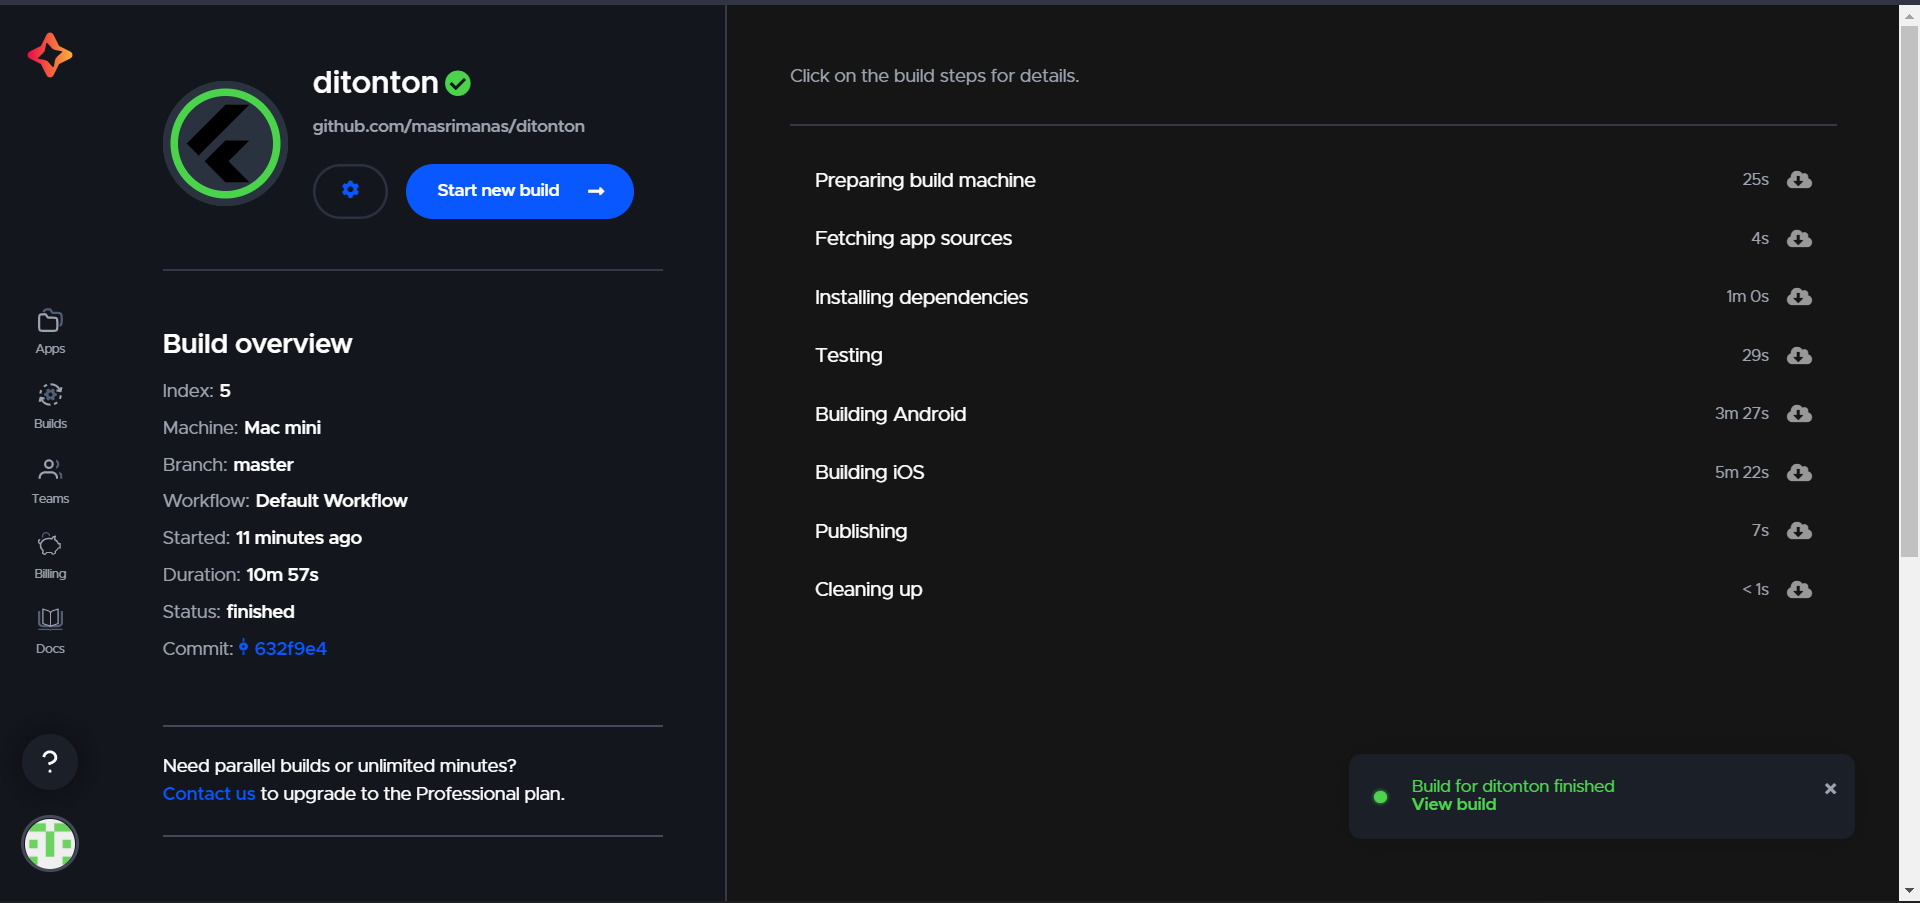 ditonton
github.com/masrimanas/ditonton
Start new build
Apps
Builds
Teams
Billing
Docs
?
Build overview
Index: 5
Machine: Mac mini
Branch: master
Workflow: Default Workflow
Started: 11 minutes ago
Duration: 10m 57s
Status: finished
Commit: 632f9e4
Need parallel builds or unlimited minutes?
Contact us to upgrade to the Professional plan.
Click on the build steps for details.
Preparing build machine 25s
Fetching app sources 4s
Installing dependencies 1m 0s
Testing 29s
Building Android 3m 27s
Building iOS 5m 22s
Publishing 7s
Cleaning up < 1s
Build for ditonton finished
View build